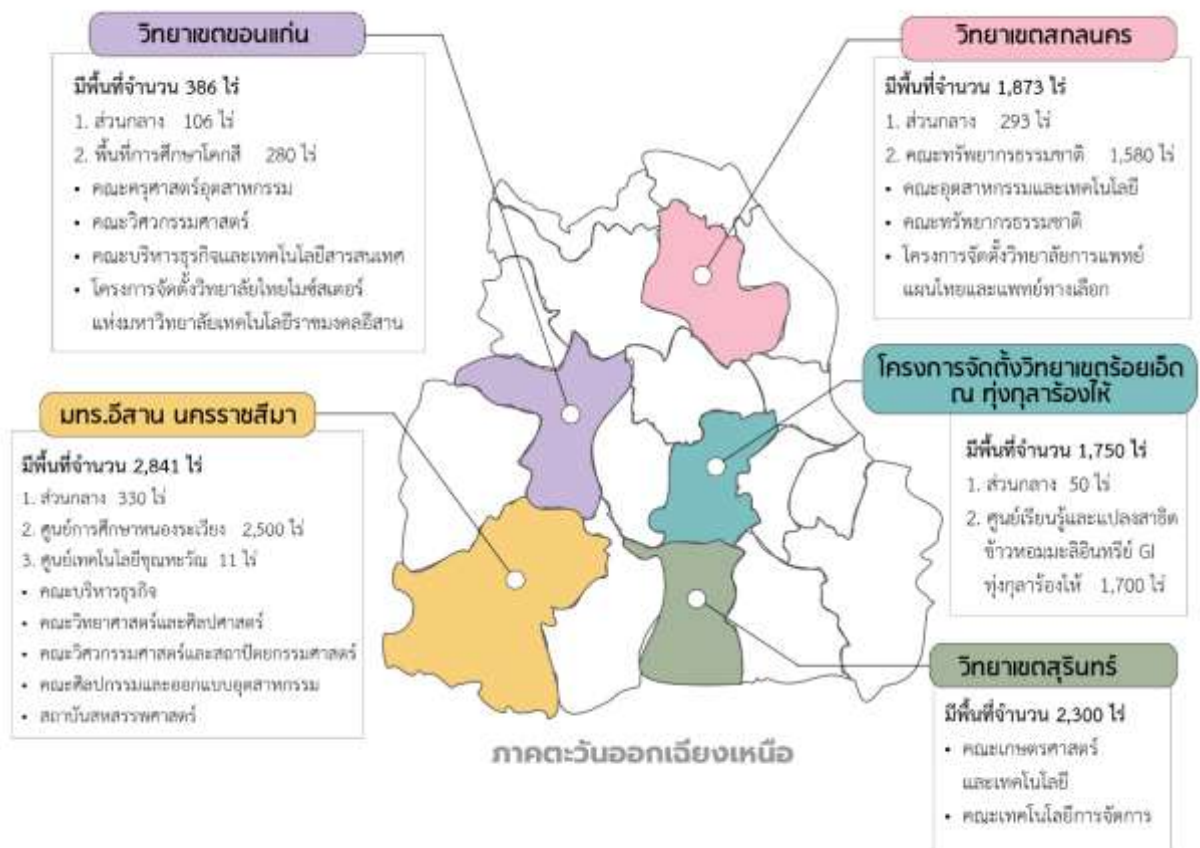 วิทยาเขตขอนแก่น
มีพื้นที่จำนวน 386 ไร่
1. ส่วนกลาง 106 ไร่
2. พื้นที่การศึกษาโคกสี 280 ไร่
• คณะครุศาสตร์อุตสาหกรรม
• คณะวิศวกรรมศาสตร์
• คณะบริหารธุรกิจและเทคโนโลยีสารสนเทศ
• โครงการจัดตั้งวิทยาลัยไทยไมซ์สเตอร์
แห่งมหาวิทยาลัยเทคโนโลยีราชมงคลอีสาน
วิทยาเขตสกลนคร
มีพื้นที่จำนวน 1,873 ไร่
1. ส่วนกลาง 293 ไร่
2. คณะทรัพยากรธรรมชาติ 1,580 ไร่
• คณะอุตสาหกรรมและเทคโนโลยี
• คณะทรัพยากรธรรมชาติ
• โครงการจัดตั้งวิทยาลัยการแพทย์
แผนไทยและแพทย์ทางเลือก
มทร.อีสาน นครราชสีมา
มีพื้นที่จำนวน 2,841 ไร่
1. ส่วนกลาง 330 ไร่
2. ศูนย์การศึกษาหนองระเวียง 2,500 ไร่
3. ศูนย์เทคโนโลยีชุณหะวัณ 11 ไร่
• คณะบริหารธุรกิจ
• คณะวิทยาศาสตร์และศิลปศาสตร์
• คณะวิศวกรรมศาสตร์และสถาปัตยกรรมศาสตร์
• คณะศิลปกรรมและออกแบบอุตสาหกรรม
• สถาบันสหสรรพศาสตร์
โครงการจัดตั้งวิทยาเขตร้อยเอ็ด
ณ ทุ่งกุลาร้องไห้
มีพื้นที่จำนวน 1,750 ไร่
1. ส่วนกลาง 50 ไร่
2. ศูนย์เรียนรู้และแปลงสาธิต
ข้าวหอมมะลิอินทรีย์ GI
ทุ่งกุลาร้องไห้ 1,700 ไร่
วิทยาเขตสุรินทร์
มีพื้นที่จำนวน 2,300 ไร่
• คณะเกษตรศาสตร์
และเทคโนโลยี
• คณะเทคโนโลยีการจัดการ
ภาคตะวันออกเฉียงเหนือ